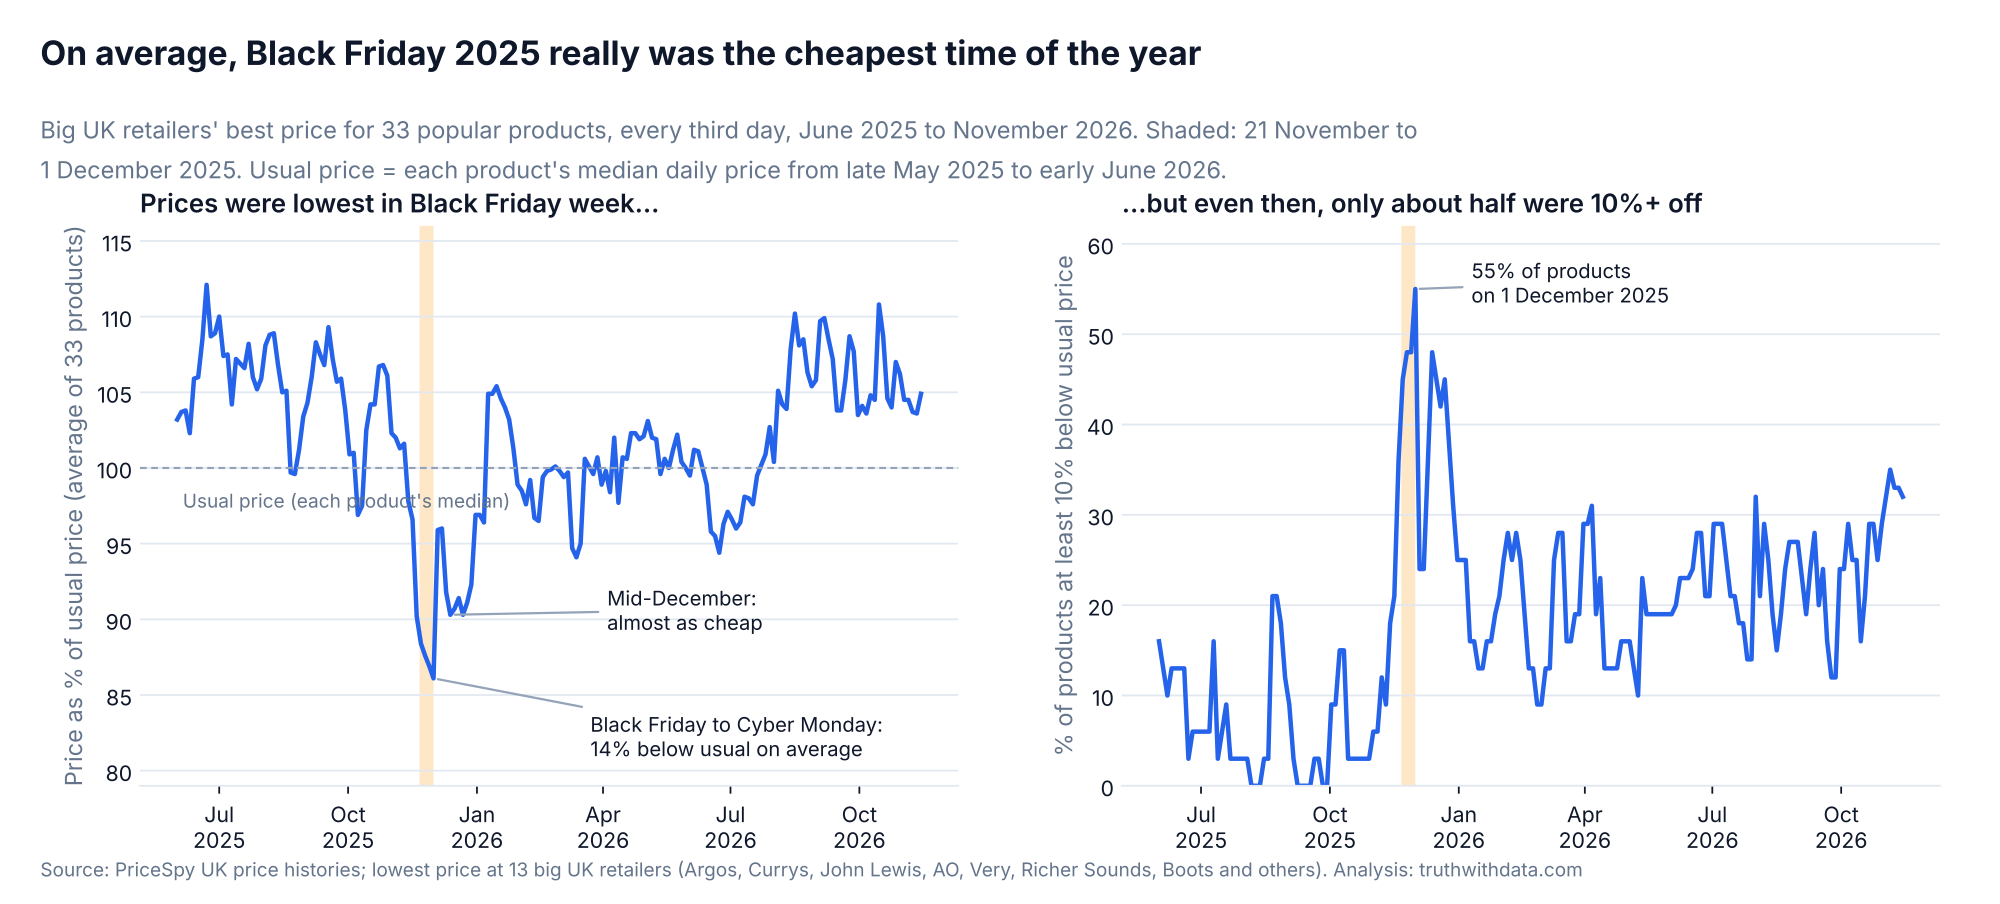 On average, Black Friday 2025 really was the cheapest time of the year
Big UK retailers' best price for 33 popular products, every third day, June 2025 to November 2026. Shaded: 21 November to
1 December 2025. Usual price = each product's median daily price from late May 2025 to early June 2026.
Prices were lowest in Black Friday week...
Price as % of usual price (average of 33 products)
115
110
105
100
95
90
85
80
Usual price (each product's median)
Mid-December:
almost as cheap
Black Friday to Cyber Monday:
14% below usual on average
Jul
2025
Oct
2025
Jan
2026
Apr
2026
Jul
2026
Oct
2026
...but even then, only about half were 10%+ off
% of products at least 10% below usual price
60
50
40
30
20
10
0
55% of products
on 1 December 2025
Jul
2025
Oct
2025
Jan
2026
Apr
2026
Jul
2026
Oct
2026
Source: PriceSpy UK price histories; lowest price at 13 big UK retailers (Argos, Currys, John Lewis, AO, Very, Richer Sounds, Boots and others). Analysis: truthwithdata.com